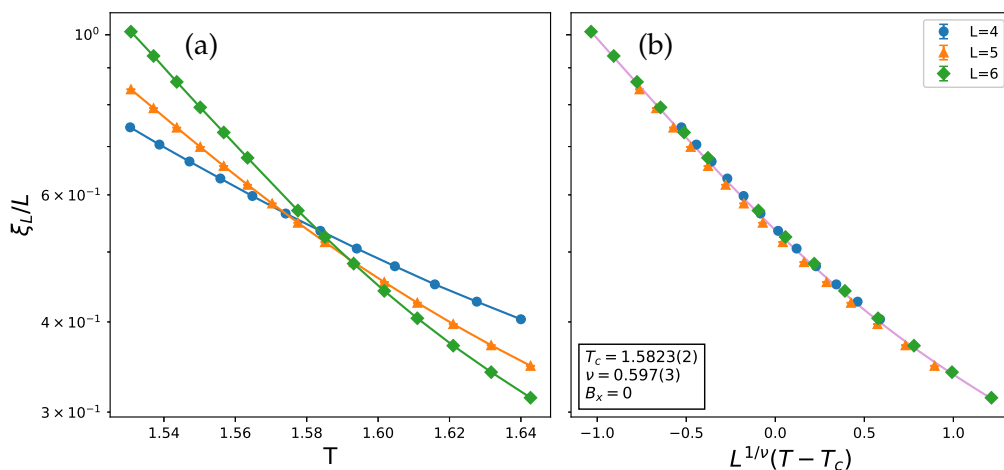 (a)
10⁰
6 × 10⁻¹
4 × 10⁻¹
3 × 10⁻¹
ξ_L/L
1.54
1.56
1.58
1.60
1.62
1.64
T
(b)
L=4
L=5
L=6
T_c = 1.5823(2)
ν = 0.597(3)
B_x = 0
−1.0
−0.5
0.0
0.5
1.0
L^{1/ν}(T − T_c)